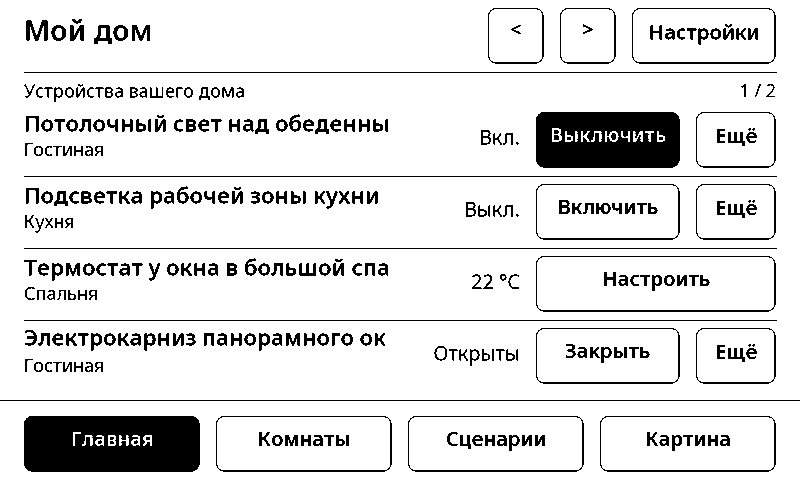 Мой дом
<
>
Настройки
Устройства вашего дома
1 / 2
Потолочный свет над обеденны
Гостиная
Вкл.
Выключить
Ещё
Подсветка рабочей зоны кухни
Кухня
Выкл.
Включить
Ещё
Термостат у окна в большой спа
Спальня
22 °C
Настроить
Электрокарниз панорамного ок
Гостиная
Открыты
Закрыть
Ещё
Главная
Комнаты
Сценарии
Картина